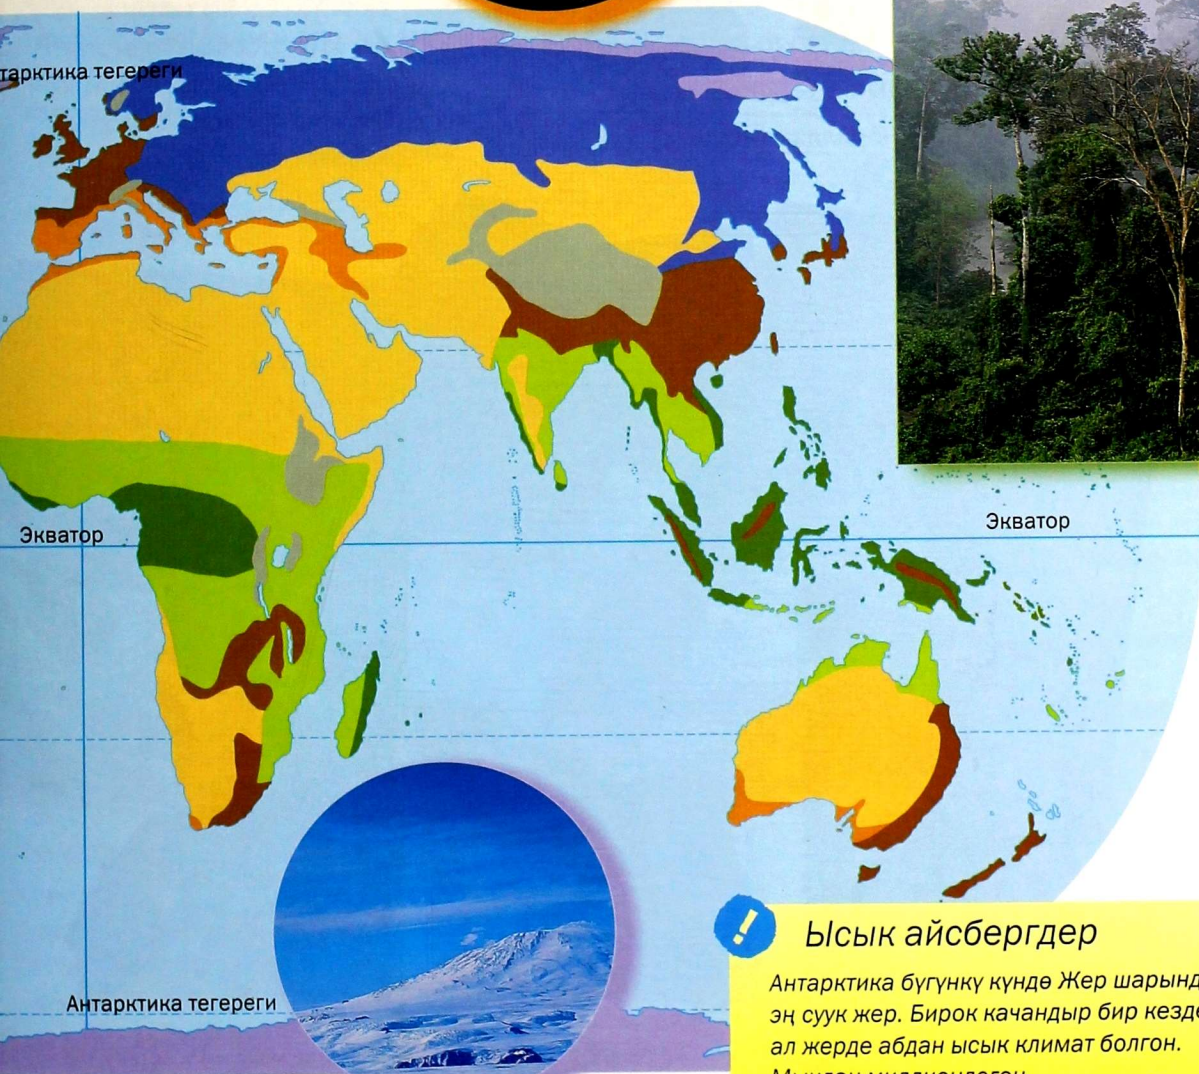 тарктика тегереги
Экватор
Экватор
Антарктика тегереги
!
Ысык айсбергдер
Антарктика бүгүнкү күндө Жер шарынд
эң суук жер. Бирок качандыр бир кезде
ал жерде абдан ысык климат болгон.